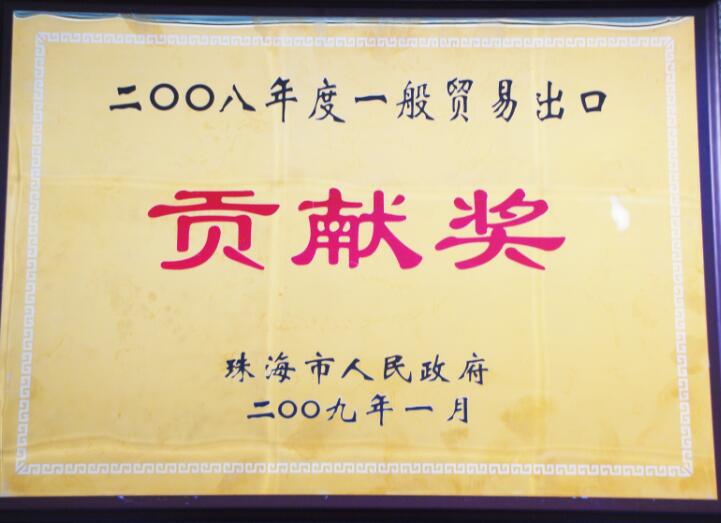 二〇〇八年度一般贸易出口
贡献奖
珠海市人民政府
二〇〇九年一月